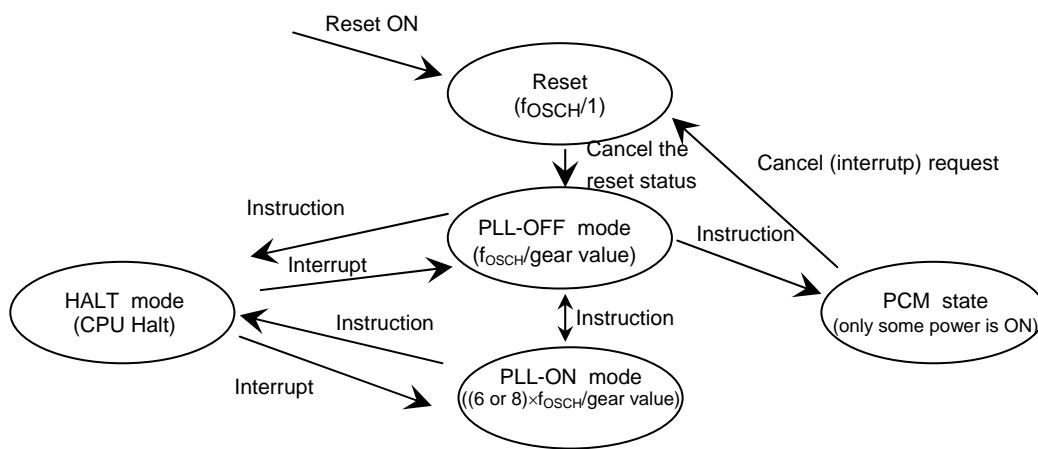 Reset ON
Reset
(fOSCH/1)
Cancel the
reset status
Cancel (interrutp) request
Instruction
PLL-OFF mode
(fOSCH/gear value)
Instruction
Interrupt
HALT mode
(CPU Halt)
PCM state
(only some power is ON)
Instruction
Instruction
Interrupt
PLL-ON mode
((6 or 8)×fOSCH/gear value)